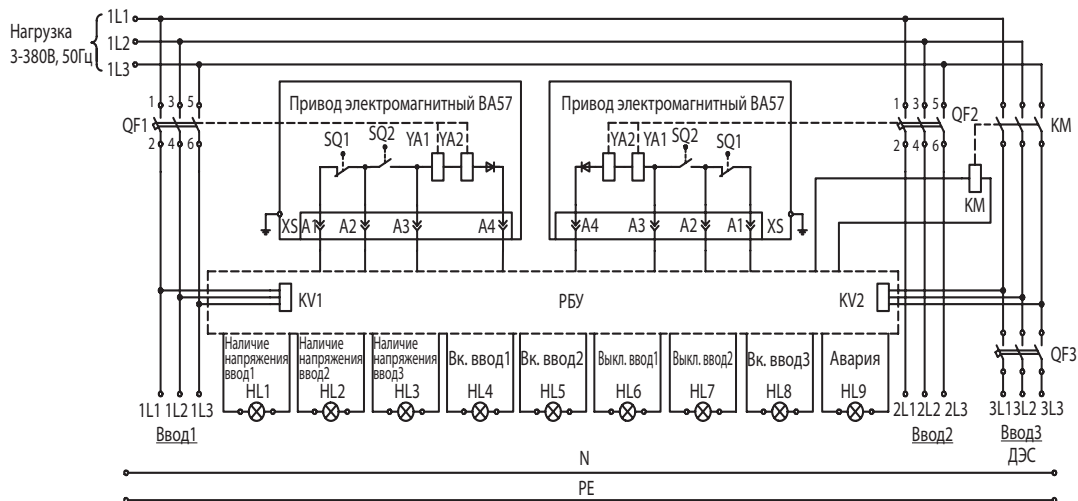 Нагрузка
3-380В, 50Гц
1L1
1L2
1L3
Привод электромагнитный ВА57
Привод электромагнитный ВА57
1 3 5
QF1
2 4 6
SQ1
SQ2
YA1
YA2
YA2
YA1
SQ2
SQ1
1 3 5
QF2
2 4 6
KM
KM
XS
A1
A2
A3
A4
A4
A3
A2
A1
XS
KV1
РБУ
KV2
Наличие
напряжения
ввод1
HL1
Наличие
напряжения
ввод2
HL2
Наличие
напряжения
ввод3
HL3
Вк. ввод1
HL4
Вк. ввод2
HL5
Выкл. ввод1
HL6
Выкл. ввод2
HL7
Вк. ввод3
HL8
Авария
HL9
QF3
1L1 1L2 1L3
Ввод1
2L1 2L2 2L3
Ввод2
3L1 3L2 3L3
Ввод3
ДЭС
N
PE